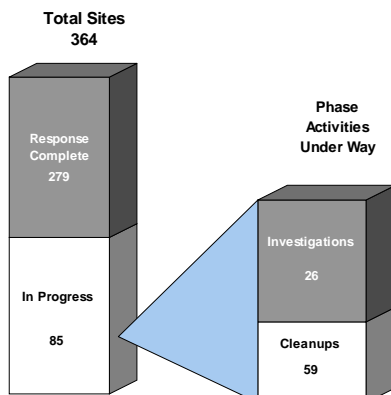 Total Sites
364
Response
Complete
279
In Progress
85
Phase
Activities
Under Way
Investigations
26
Cleanups
59